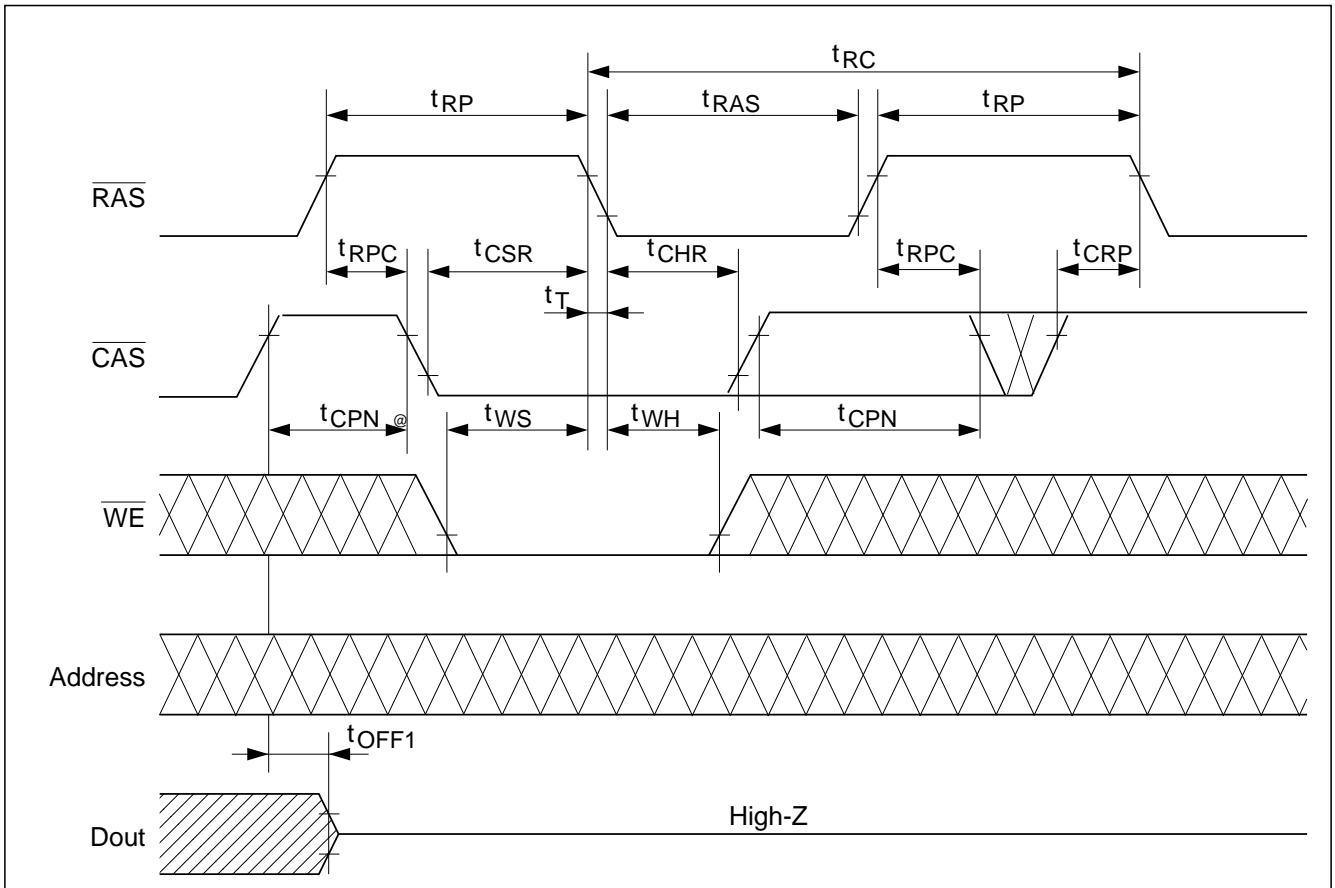 tRC
tRP tRAS tRP
RAS
tRPC tCSR tCHR tRPC tCRP
tT
CAS
tCPN @ tWS tWH tCPN
WE
Address
tOFF1
High-Z
Dout